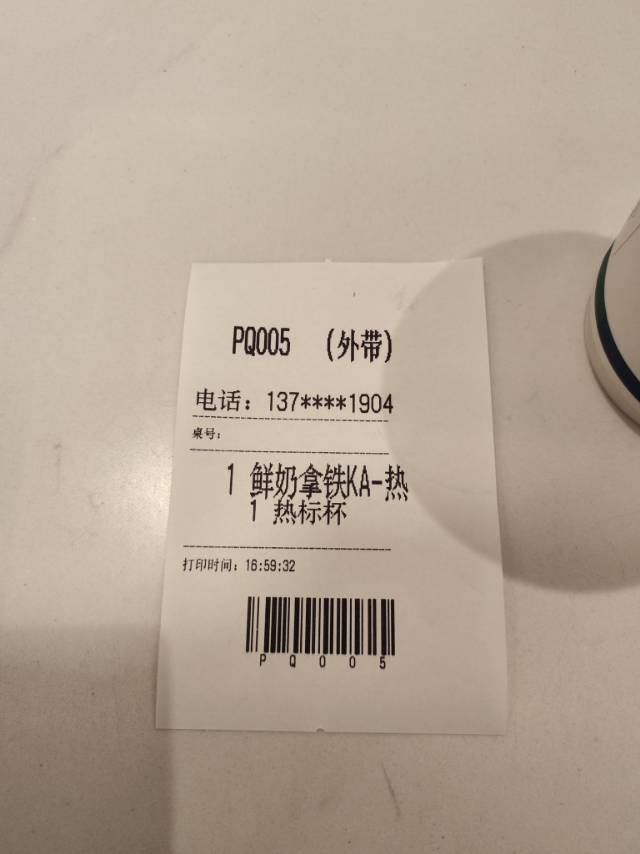 PQ005 (外带)
电话: 137****1904
桌号:
1 鲜奶拿铁KA-热
1 热标杯
打印时间: 16:59:32
PQ005